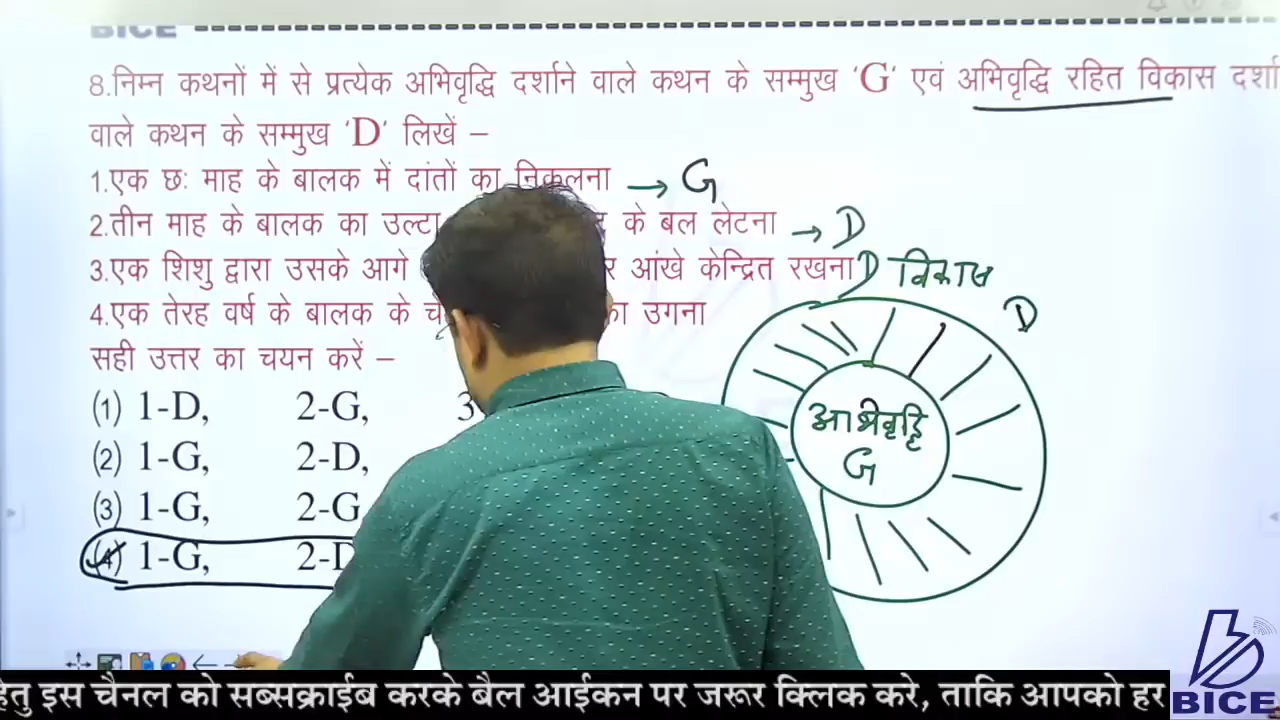 BICE
8.निम्न कथनों में से प्रत्येक अभिवृद्धि दर्शाने वाले कथन के सम्मुख 'G' एवं अभिवृद्धि रहित विकास दर्शा
वाले कथन के सम्मुख 'D' लिखें –
1.एक छः माह के बालक में दांतों का निकलना → G
2.तीन माह के बालक का उल्टा के बल लेटना → D
3.एक शिशु द्वारा उसके आगे आंखे केन्द्रित रखना D विकास
4.एक तेरह वर्ष के बालक के का उगना D
सही उत्तर का चयन करें –
(1) 1-D, 2-G, 3
(2) 1-G, 2-D,
(3) 1-G, 2-G
(4) 1-G, 2-D
अभिवृद्धि
G
हेतु इस चैनल को सब्सक्राईब करके बैल आईकन पर जरूर क्लिक करे, ताकि आपको हर
BICE